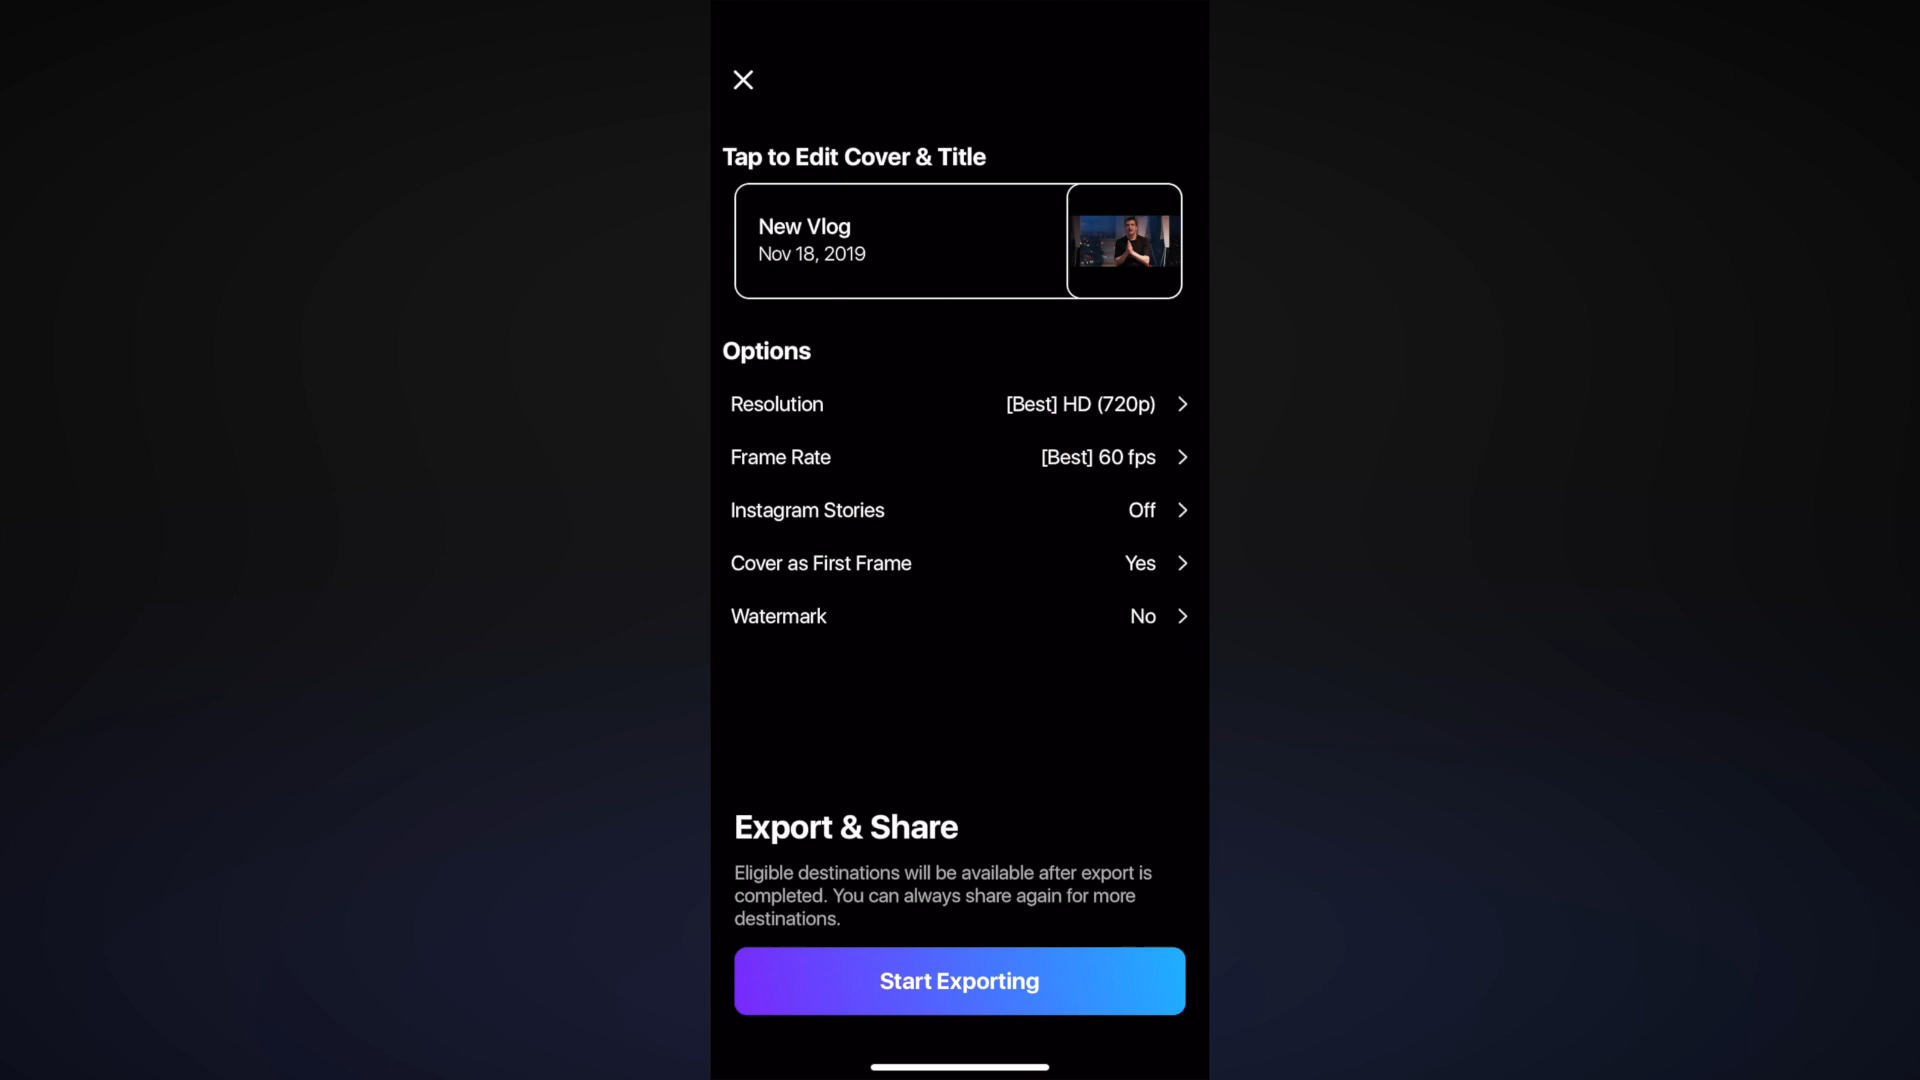 Tap to Edit Cover & Title
New Vlog
Nov 18, 2019
Options
Resolution [Best] HD (720p)
Frame Rate [Best] 60 fps
Instagram Stories Off
Cover as First Frame Yes
Watermark No
Export & Share
Eligible destinations will be available after export is
completed. You can always share again for more
destinations.
Start Exporting